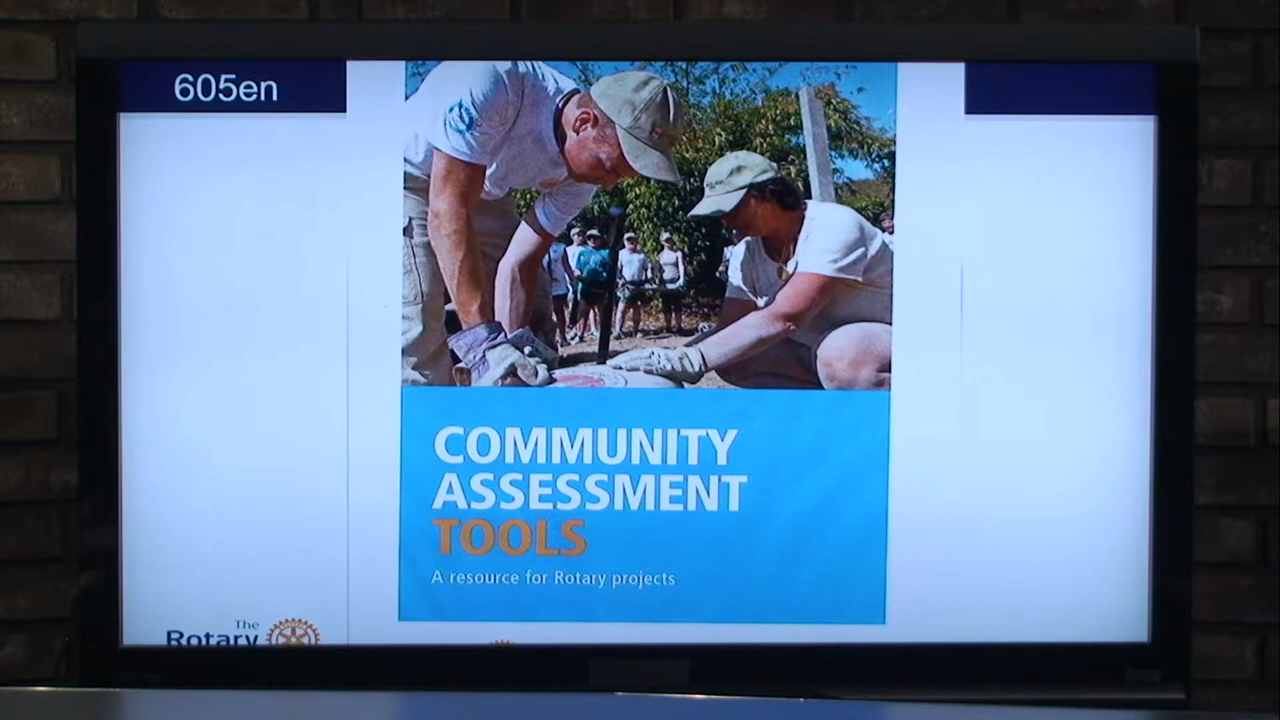 605en
COMMUNITY
ASSESSMENT
TOOLS
A resource for Rotary projects
The
Rotary